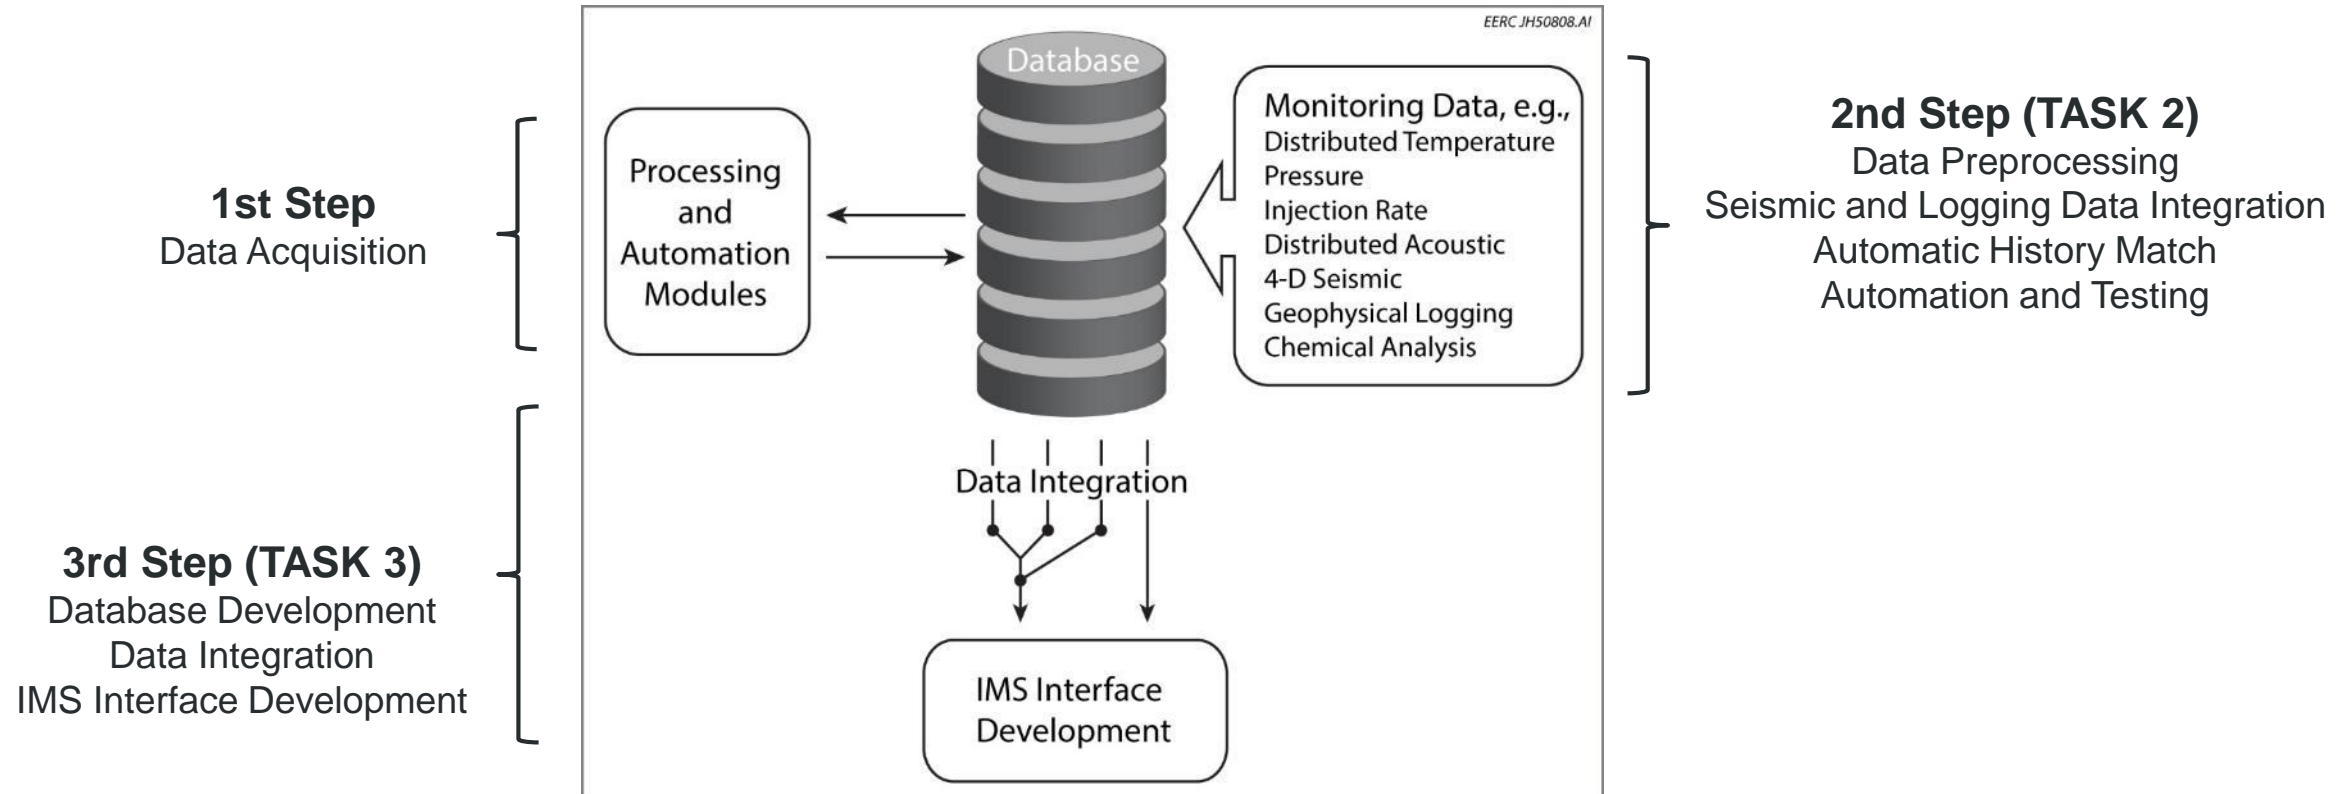 EERC JH50808.AI
1st Step
Data Acquisition
3rd Step (TASK 3)
Database Development
Data Integration
IMS Interface Development
Processing
and
Automation
Modules
Database
Monitoring Data, e.g.,
Distributed Temperature
Pressure
Injection Rate
Distributed Acoustic
4-D Seismic
Geophysical Logging
Chemical Analysis
Data Integration
IMS Interface
Development
2nd Step (TASK 2)
Data Preprocessing
Seismic and Logging Data Integration
Automatic History Match
Automation and Testing